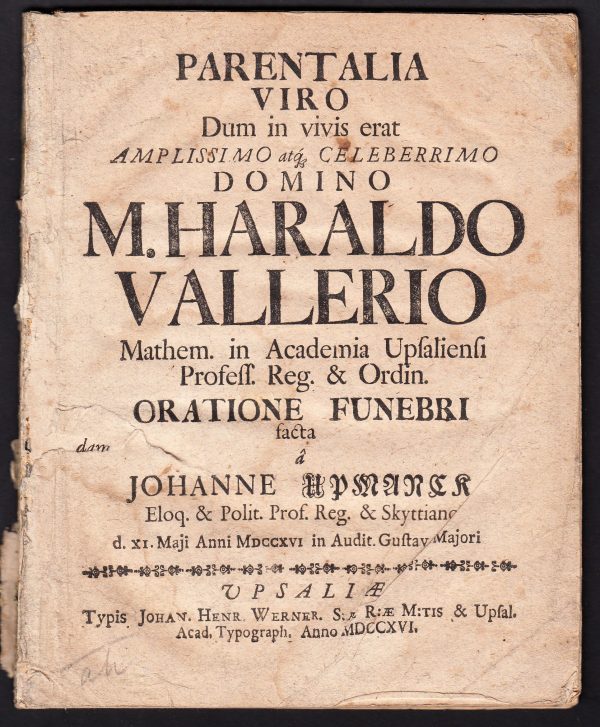 PARENTALIA
VIRO
Dum in vivis erat
AMPLISSIMO atq́; CELEBERRIMO
DOMINO
M. HARALDO
VALLERIO
Mathem. in Academia Upſalienſi
Profeſſ. Reg. & Ordin.
ORATIONE FUNEBRI
facta
dam
â
JOHANNE UPMARCK
Eloq. & Polit. Prof. Reg. & Skyttiano
d. XI. Maji Anni MDCCXVI in Audit. Guſtav Majori
UPSALIÆ
Typis JOHAN. HENR. WERNER. S:æ R:Æ M:TIS & Upſal.
Acad. Typograph. Anno MDCCXVI.